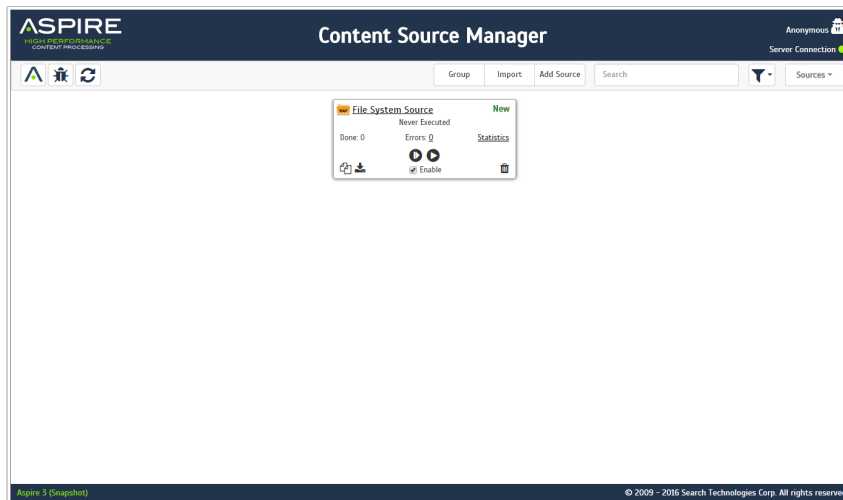 ASPIRE
HIGH PERFORMANCE
CONTENT PROCESSING
Content Source Manager
Anonymous
Server Connection
Group Import Add Source Search Sources
File System Source New
Never Executed
Done: 0 Errors: 0 Statistics
Enable
Aspire 3 (Snapshot) © 2009 - 2016 Search Technologies Corp. All rights reserve